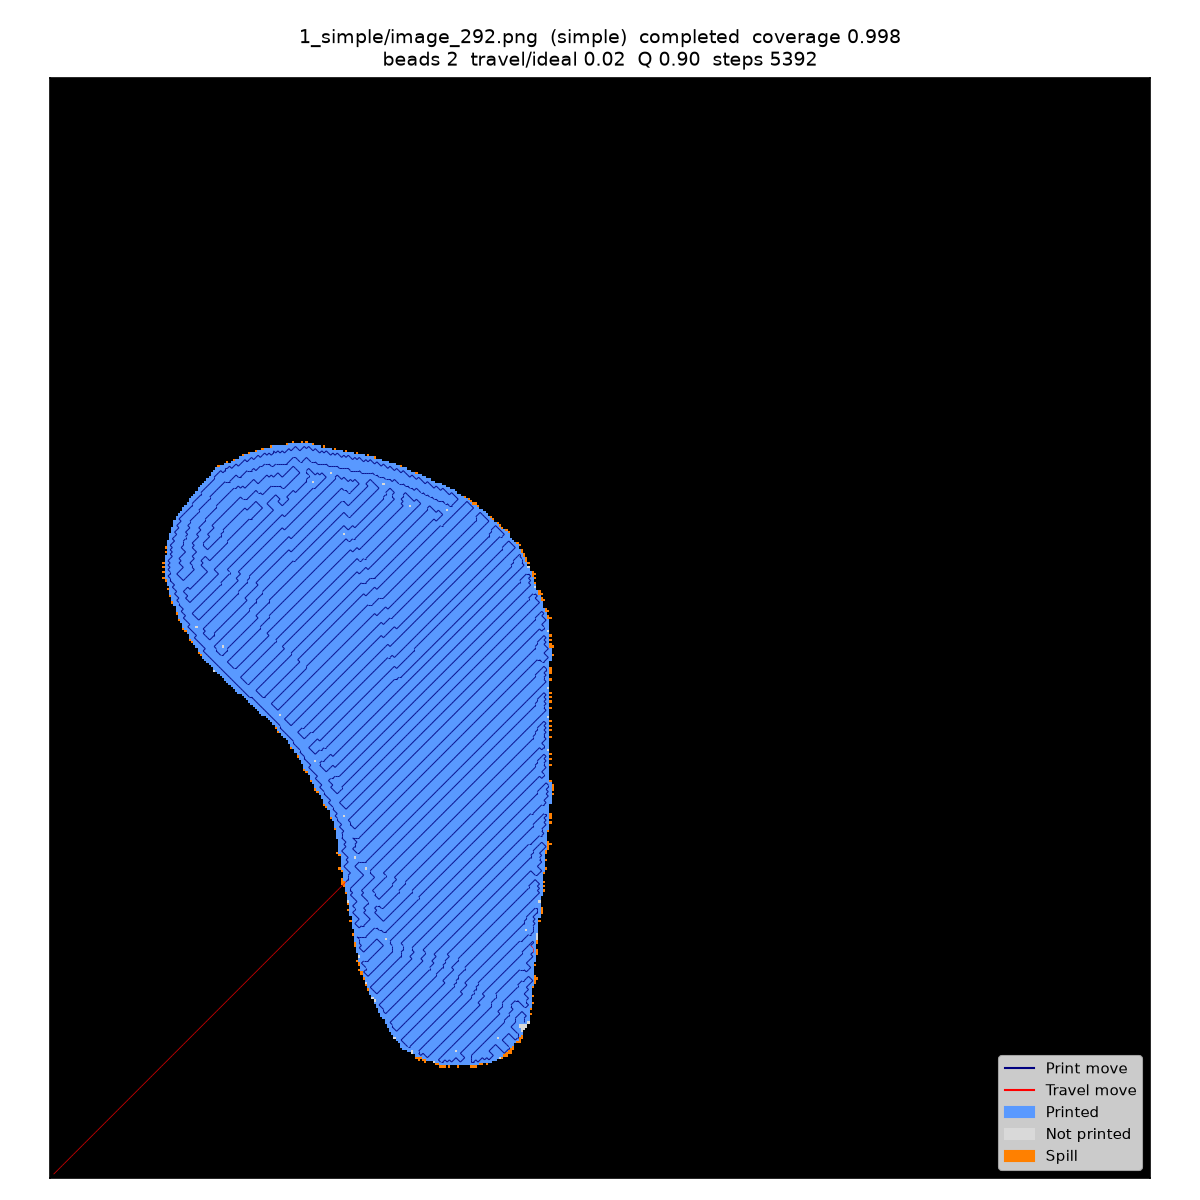 1_simple/image_292.png  (simple)  completed  coverage 0.998
beads 2  travel/ideal 0.02  Q 0.90  steps 5392
Print move
Travel move
Printed
Not printed
Spill